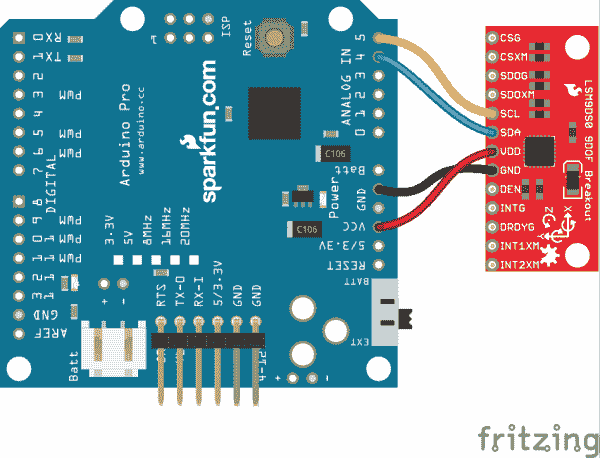 RX 0
TX 1
2
3 PWM
4
5 PWM
6 PWM
7
8
9 PWM
10 PWM
11 PWM
12
13
GND
AREF
DIGITAL
ISP
1
Reset
Arduino Pro
www.arduino.cc
sparkfun.com
ANALOG IN
5
4
3
2
1
0
C106
Batt
GND
VCC
5/3.3V
RESET
Power
C106
3.3V
5V
8MHz
16MHz
20MHz
BATT
EXT
+ -
Batt
RTS
TX-O
RX-I
5/3.3V
GND
GND
+ -
CSG
CSXM
SDOG
SDOXM
SCL
SDA
VDD
GND
DEN
INTG
DRDYG
INT1XM
INT2XM
LSM9DS0 9DOF Breakout
X
Z
fritzing